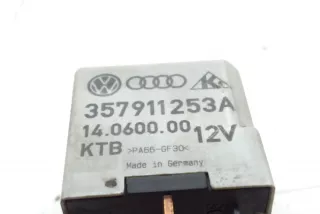 357911253A
14.0600.00 12V
KTB >PA66-GF30<
Made in Germany